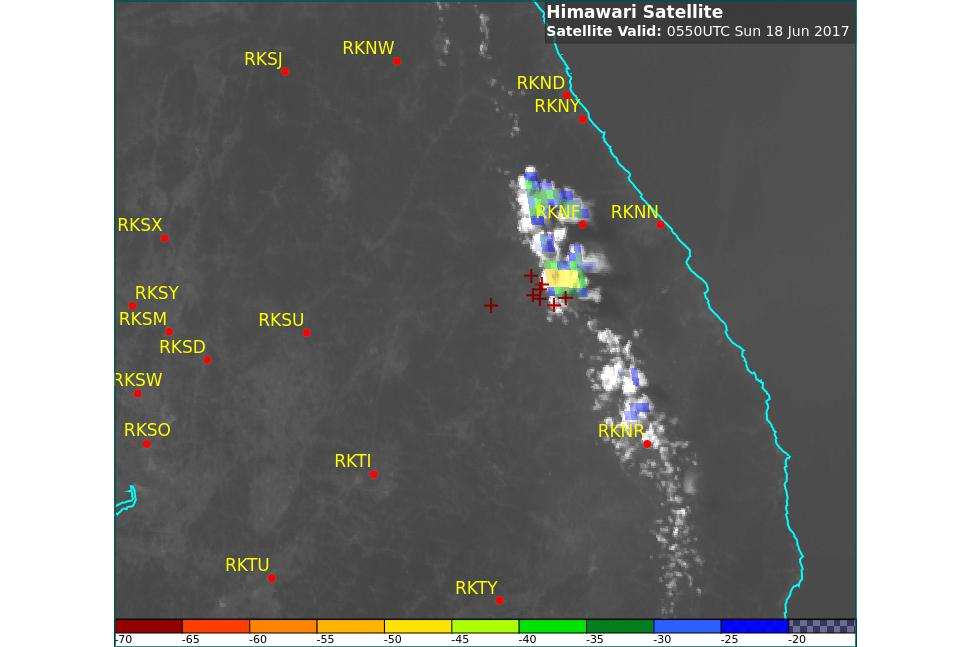 Himawari Satellite
Satellite Valid: 0550UTC Sun 18 Jun 2017
RKNW
RKSJ
RKND
RKNY
RKNF
RKNN
RKSX
RKSY
RKSM
RKSU
RKSD
RKSW
RKSO
RKNR
RKTI
RKTU
RKTY
-70 -65 -60 -55 -50 -45 -40 -35 -30 -25 -20